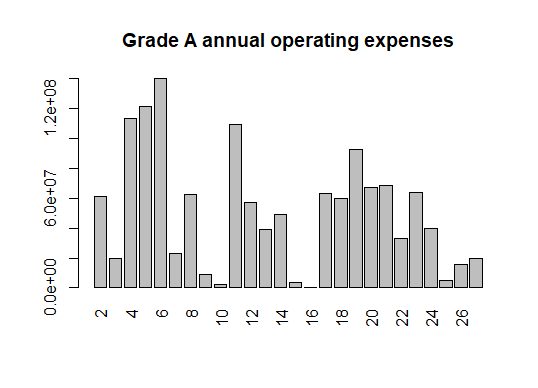 Grade A annual operating expenses
1.2e+08
6.0e+07
0.0e+00
2 4 6 8 10 12 14 16 18 20 22 24 26